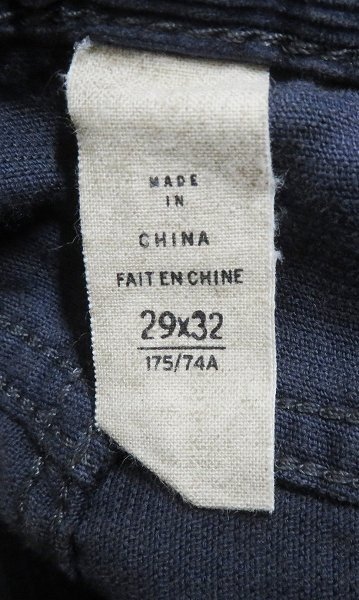 MADE
IN
CHINA
FAIT EN CHINE
29x32
175/74A